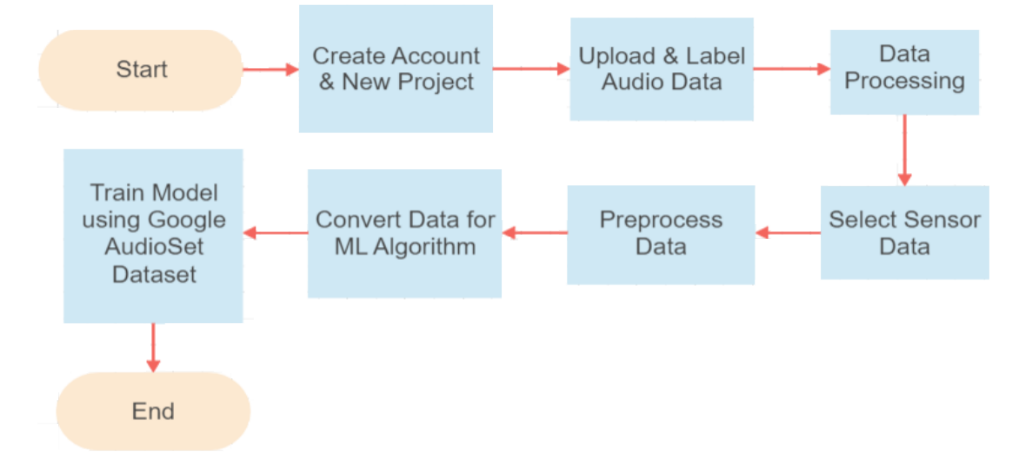 Start
Create Account
& New Project
Upload & Label
Audio Data
Data
Processing
Select Sensor
Data
Preprocess
Data
Convert Data for
ML Algorithm
Train Model
using Google
AudioSet
Dataset
End